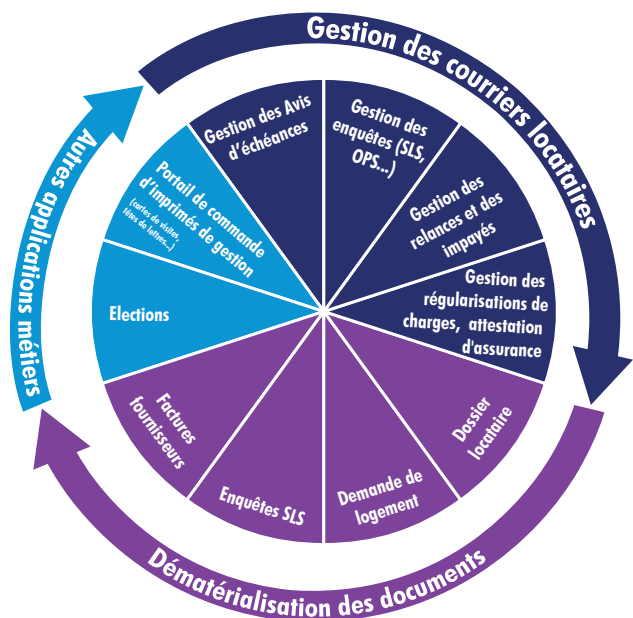 Gestion des courriers locataires
Gestion des Avis
d'échéances
Gestion des
enquêtes (SLS,
OPS...)
Gestion des
relances et des
impayés
Gestion des
régularisations de
charges, attestation
d'assurance
Dématérialisation des documents
Dossier
locataire
Demande de
logement
Enquêtes SLS
Factures
fournisseurs
Autres applications métiers
Elections
Portail de commande
d'imprimés de gestion
(cartes de visites,
têtes de lettres...)